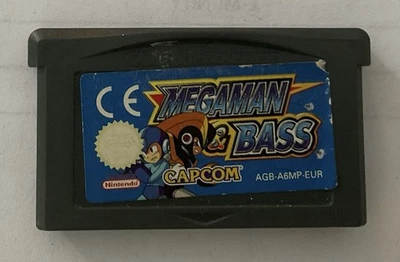 CE
MEGAMAN
& BASS
Nintendo
CAPCOM
AGB-A6MP-EUR